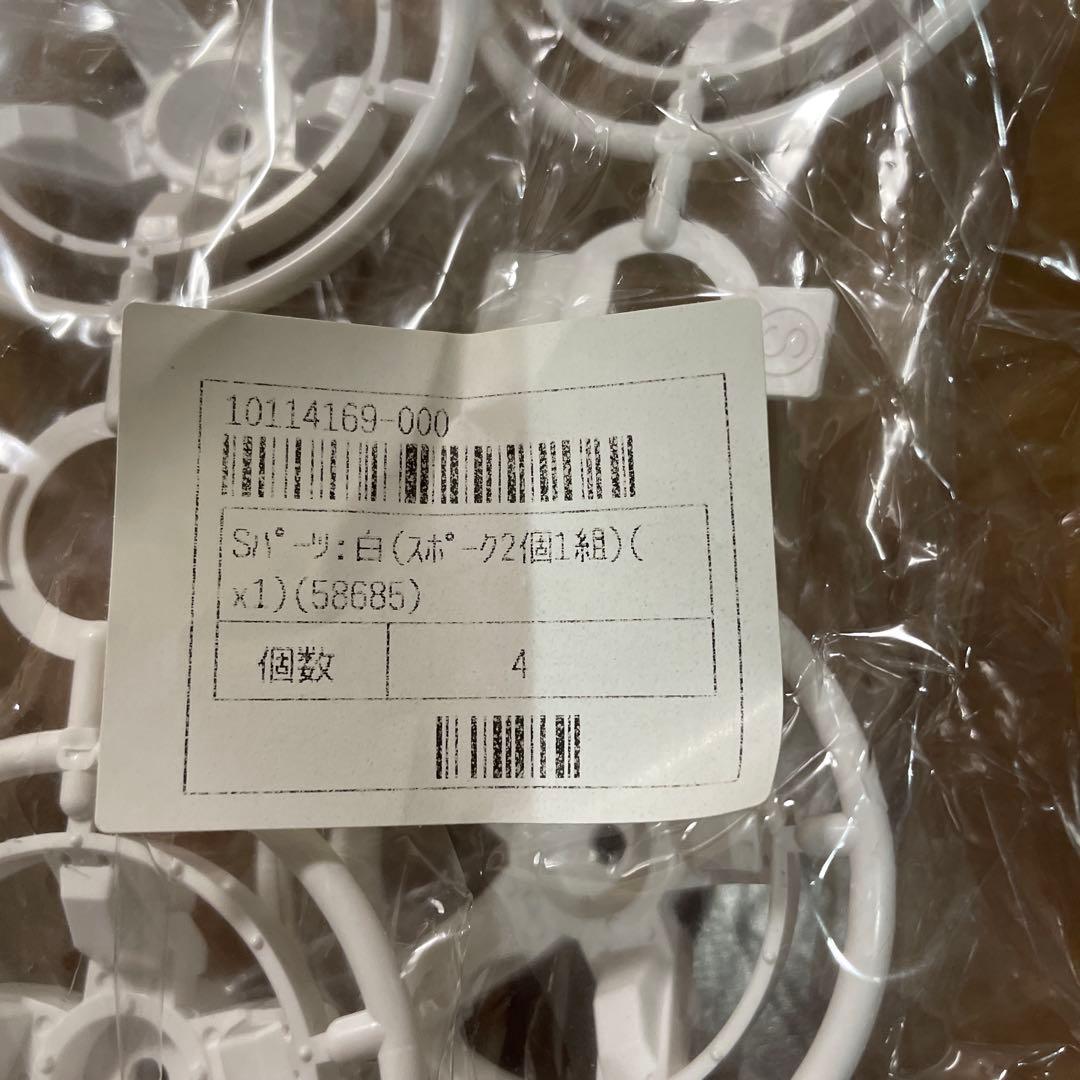 Ⓢ
10114169-000
Sﾊﾟｰﾂ:白(ｽﾎﾟｰｸ2個1組)(
x1)(58685)
個数 4